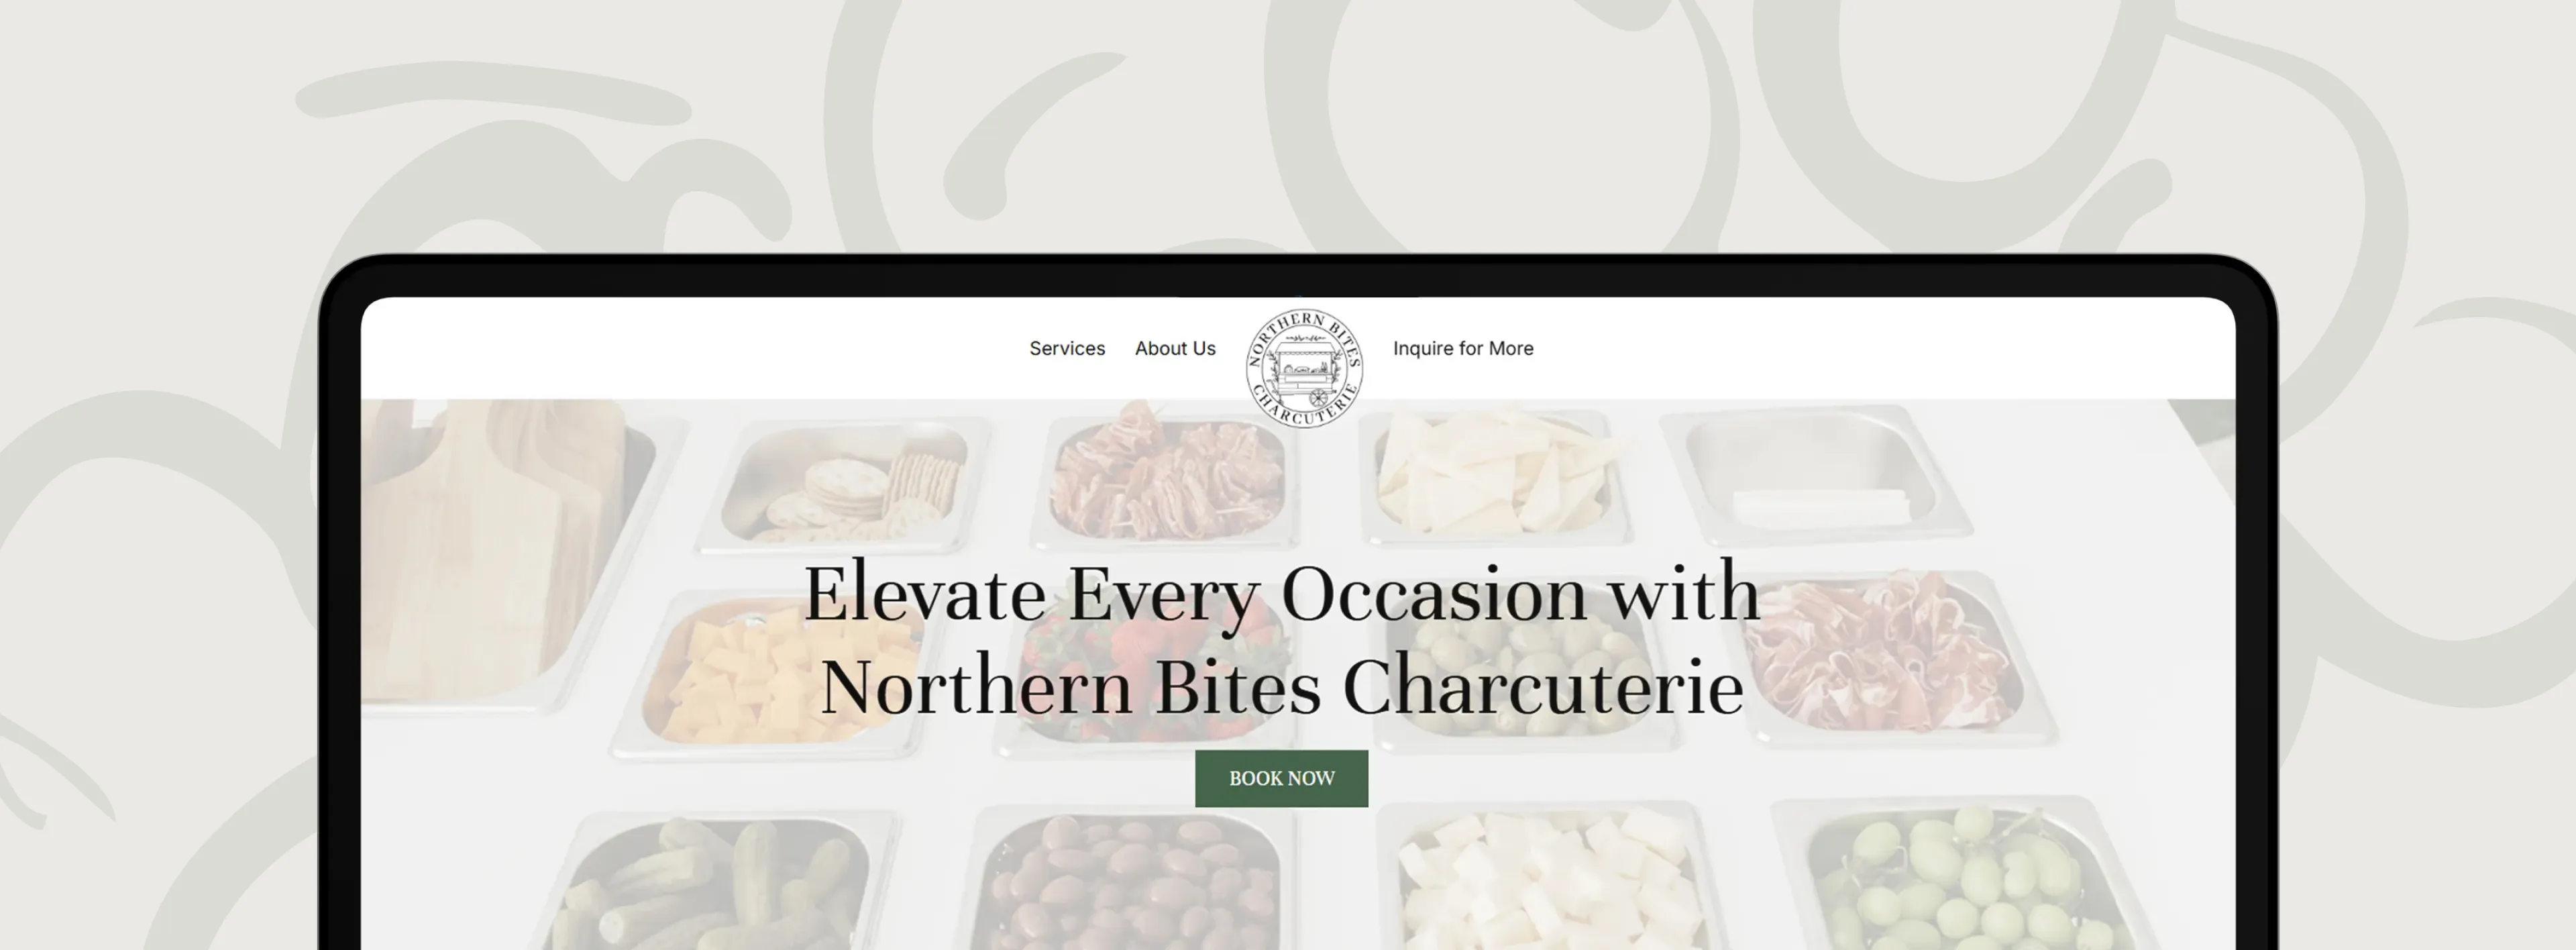 Services
About Us
NORTHERN BITES
CHARCUTERIE
Inquire for More
Elevate Every Occasion with
Northern Bites Charcuterie
BOOK NOW